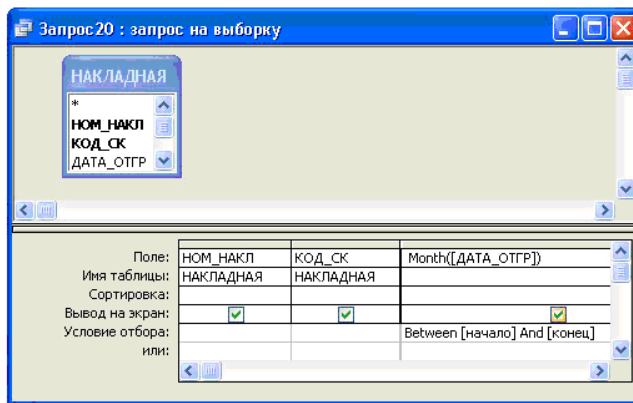 Запрос20 : запрос на выборку
НАКЛАДНАЯ
*
НОМ_НАКЛ
КОД_СК
ДАТА_ОТГР
Поле: НОМ_НАКЛ КОД_СК Month([ДАТА_ОТГР])
Имя таблицы: НАКЛАДНАЯ НАКЛАДНАЯ
Сортировка:
Вывод на экран:
Условие отбора: Between [начало] And [конец]
или: